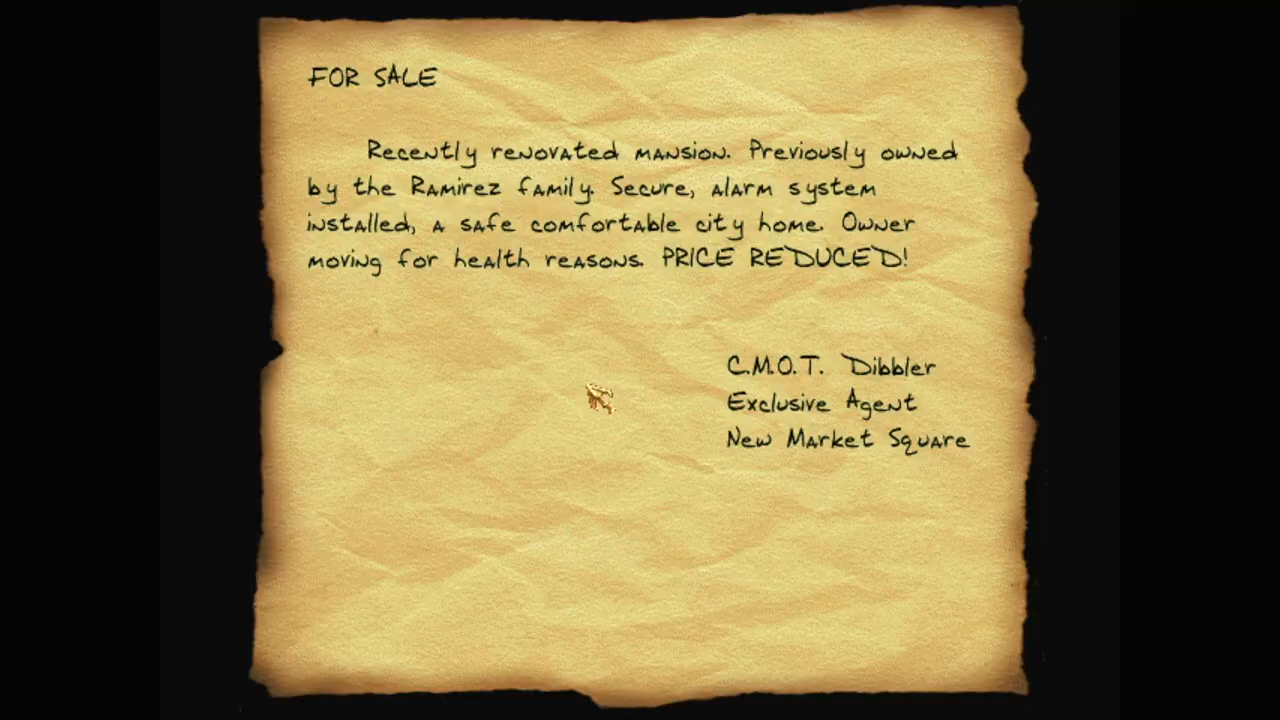 FOR SALE
Recently renovated mansion. Previously owned
by the Ramirez family. Secure, alarm system
installed, a safe comfortable city home. Owner
moving for health reasons. PRICE REDUCED!
C.M.O.T. Dibbler
Exclusive Agent
New Market Square